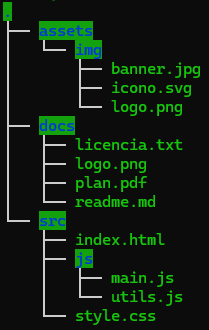 .
├── assets
│   └── img
│       ├── banner.jpg
│       ├── icono.svg
│       └── logo.png
├── docs
│   ├── licencia.txt
│   ├── logo.png
│   ├── plan.pdf
│   └── readme.md
└── src
    ├── index.html
    ├── js
    │   ├── main.js
    │   └── utils.js
    └── style.css